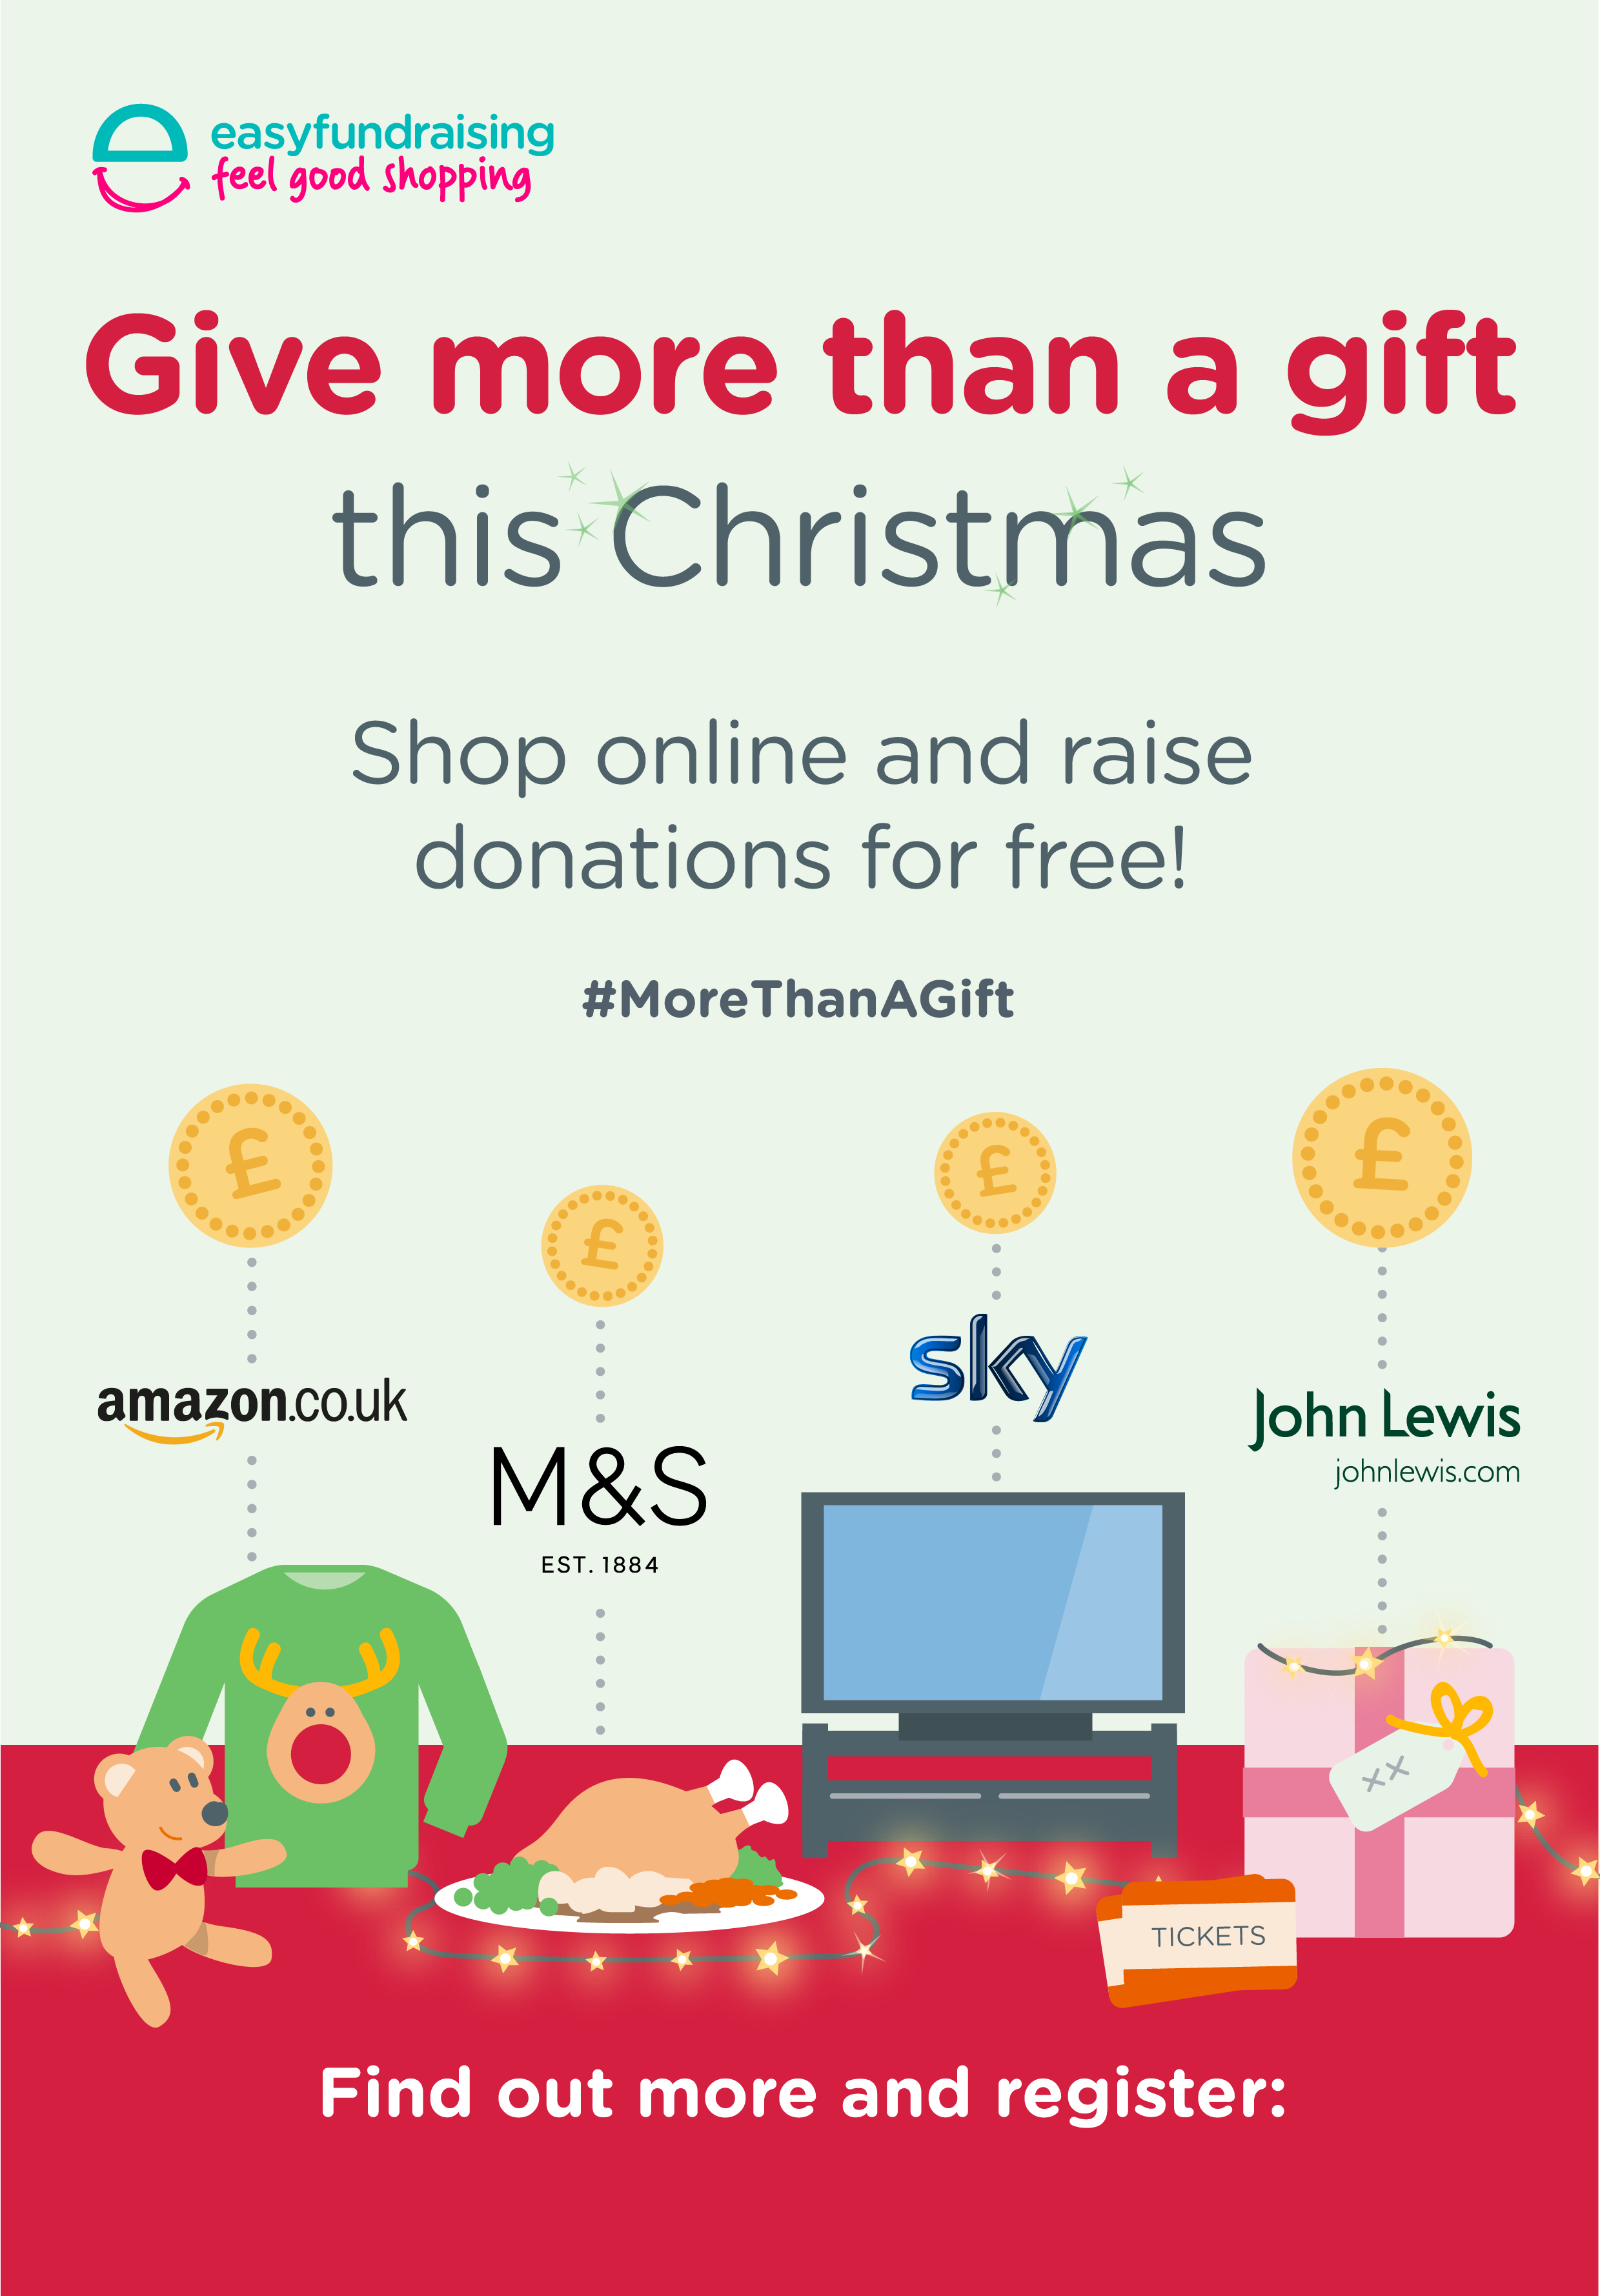 easyfundraising
feel good shopping
Give more than a gift
this Christmas
Shop online and raise
donations for free!
#MoreThanAGift
£
£
£
£
sky
amazon.co.uk
John Lewis
johnlewis.com
M&S
EST. 1884
xx
TICKETS
Find out more and register: